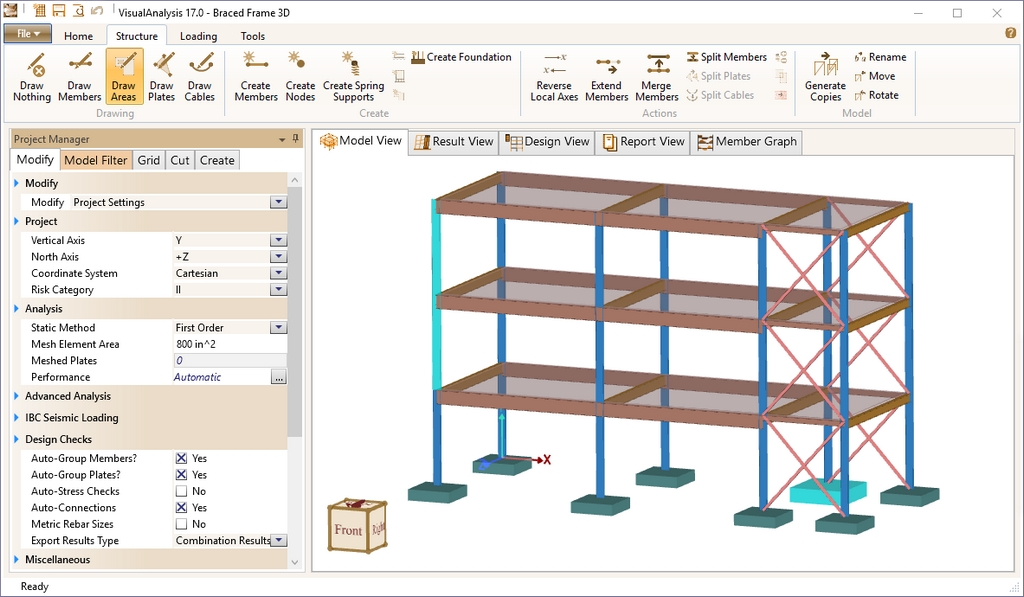 VisualAnalysis 17.0 - Braced Frame 3D
File Home Structure Loading Tools
Draw Nothing
Draw Members
Draw Areas
Draw Plates
Draw Cables
Drawing
Create Members
Create Nodes
Create Spring Supports
Create Foundation
Create
Reverse Local Axes
Extend Members
Merge Members
Split Members
Split Plates
Split Cables
Actions
Generate Copies
Rename
Move
Rotate
Model
Project Manager
Modify Model Filter Grid Cut Create
Modify
Modify Project Settings
Project
Vertical Axis Y
North Axis +Z
Coordinate System Cartesian
Risk Category II
Analysis
Static Method First Order
Mesh Element Area 800 in^2
Meshed Plates 0
Performance Automatic ...
Advanced Analysis
IBC Seismic Loading
Design Checks
Auto-Group Members? Yes
Auto-Group Plates? Yes
Auto-Stress Checks No
Auto-Connections Yes
Metric Rebar Sizes No
Export Results Type Combination Results
Miscellaneous
Model View Result View Design View Report View Member Graph
X
Front Right
Ready